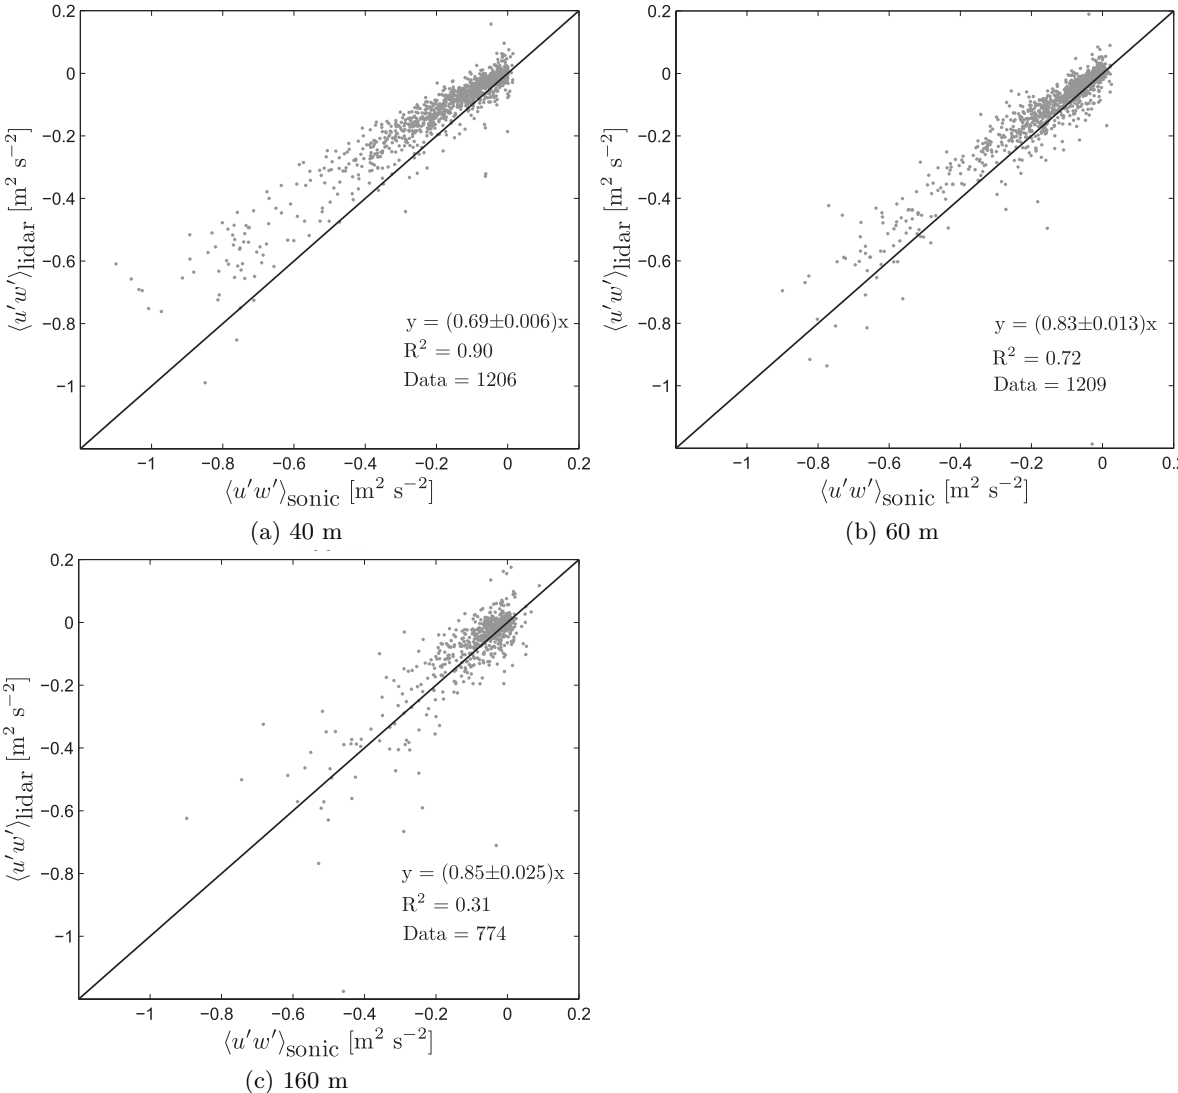 0.2
0
−0.2
−0.4
−0.6
−0.8
−1
⟨u′w′⟩lidar [m² s⁻²]
y = (0.69±0.006)x
R² = 0.90
Data = 1206
−1 −0.8 −0.6 −0.4 −0.2 0 0.2
⟨u′w′⟩sonic [m² s⁻²]
(a) 40 m
0.2
0
−0.2
−0.4
−0.6
−0.8
−1
⟨u′w′⟩lidar [m² s⁻²]
y = (0.83±0.013)x
R² = 0.72
Data = 1209
−1 −0.8 −0.6 −0.4 −0.2 0
⟨u′w′⟩sonic [m² s⁻²]
(b) 60 m
0.2
0
−0.2
−0.4
−0.6
−0.8
−1
⟨u′w′⟩lidar [m² s⁻²]
y = (0.85±0.025)x
R² = 0.31
Data = 774
−1 −0.8 −0.6 −0.4 −0.2 0 0.2
⟨u′w′⟩sonic [m² s⁻²]
(c) 160 m